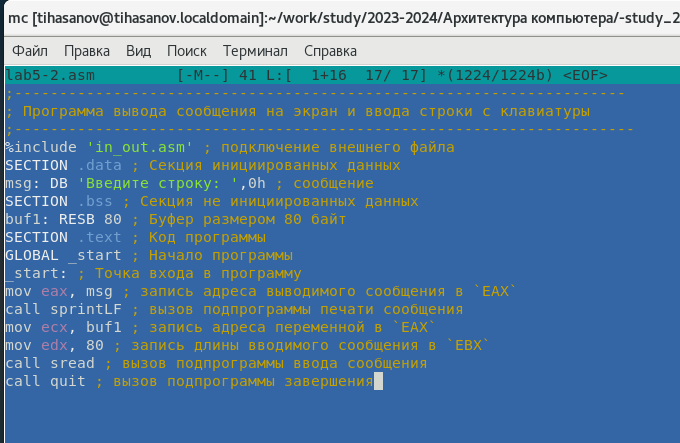 mc [tihasanov@tihasanov.localdomain]:~/work/study/2023-2024/Архитектура компьютера/-study_2
Файл Правка Вид Поиск Терминал Справка
lab5-2.asm [-M--] 41 L:[ 1+16 17/ 17] *(1224/1224b) <EOF>
;--------------------------------------------------------------------
; Программа вывода сообщения на экран и ввода строки с клавиатуры
;---------------------------------------------------------------------
%include 'in_out.asm' ; подключение внешнего файла
SECTION .data ; Секция инициированных данных
msg: DB 'Введите строку: ',0h ; сообщение
SECTION .bss ; Секция не инициированных данных
buf1: RESB 80 ; Буфер размером 80 байт
SECTION .text ; Код программы
GLOBAL _start ; Начало программы
_start: ; Точка входа в программу
mov eax, msg ; запись адреса выводимого сообщения в `EAX`
call sprintLF ; вызов подпрограммы печати сообщения
mov ecx, buf1 ; запись адреса переменной в `EAX`
mov edx, 80 ; запись длины вводимого сообщения в `EBX`
call sread ; вызов подпрограммы ввода сообщения
call quit ; вызов подпрограммы завершения